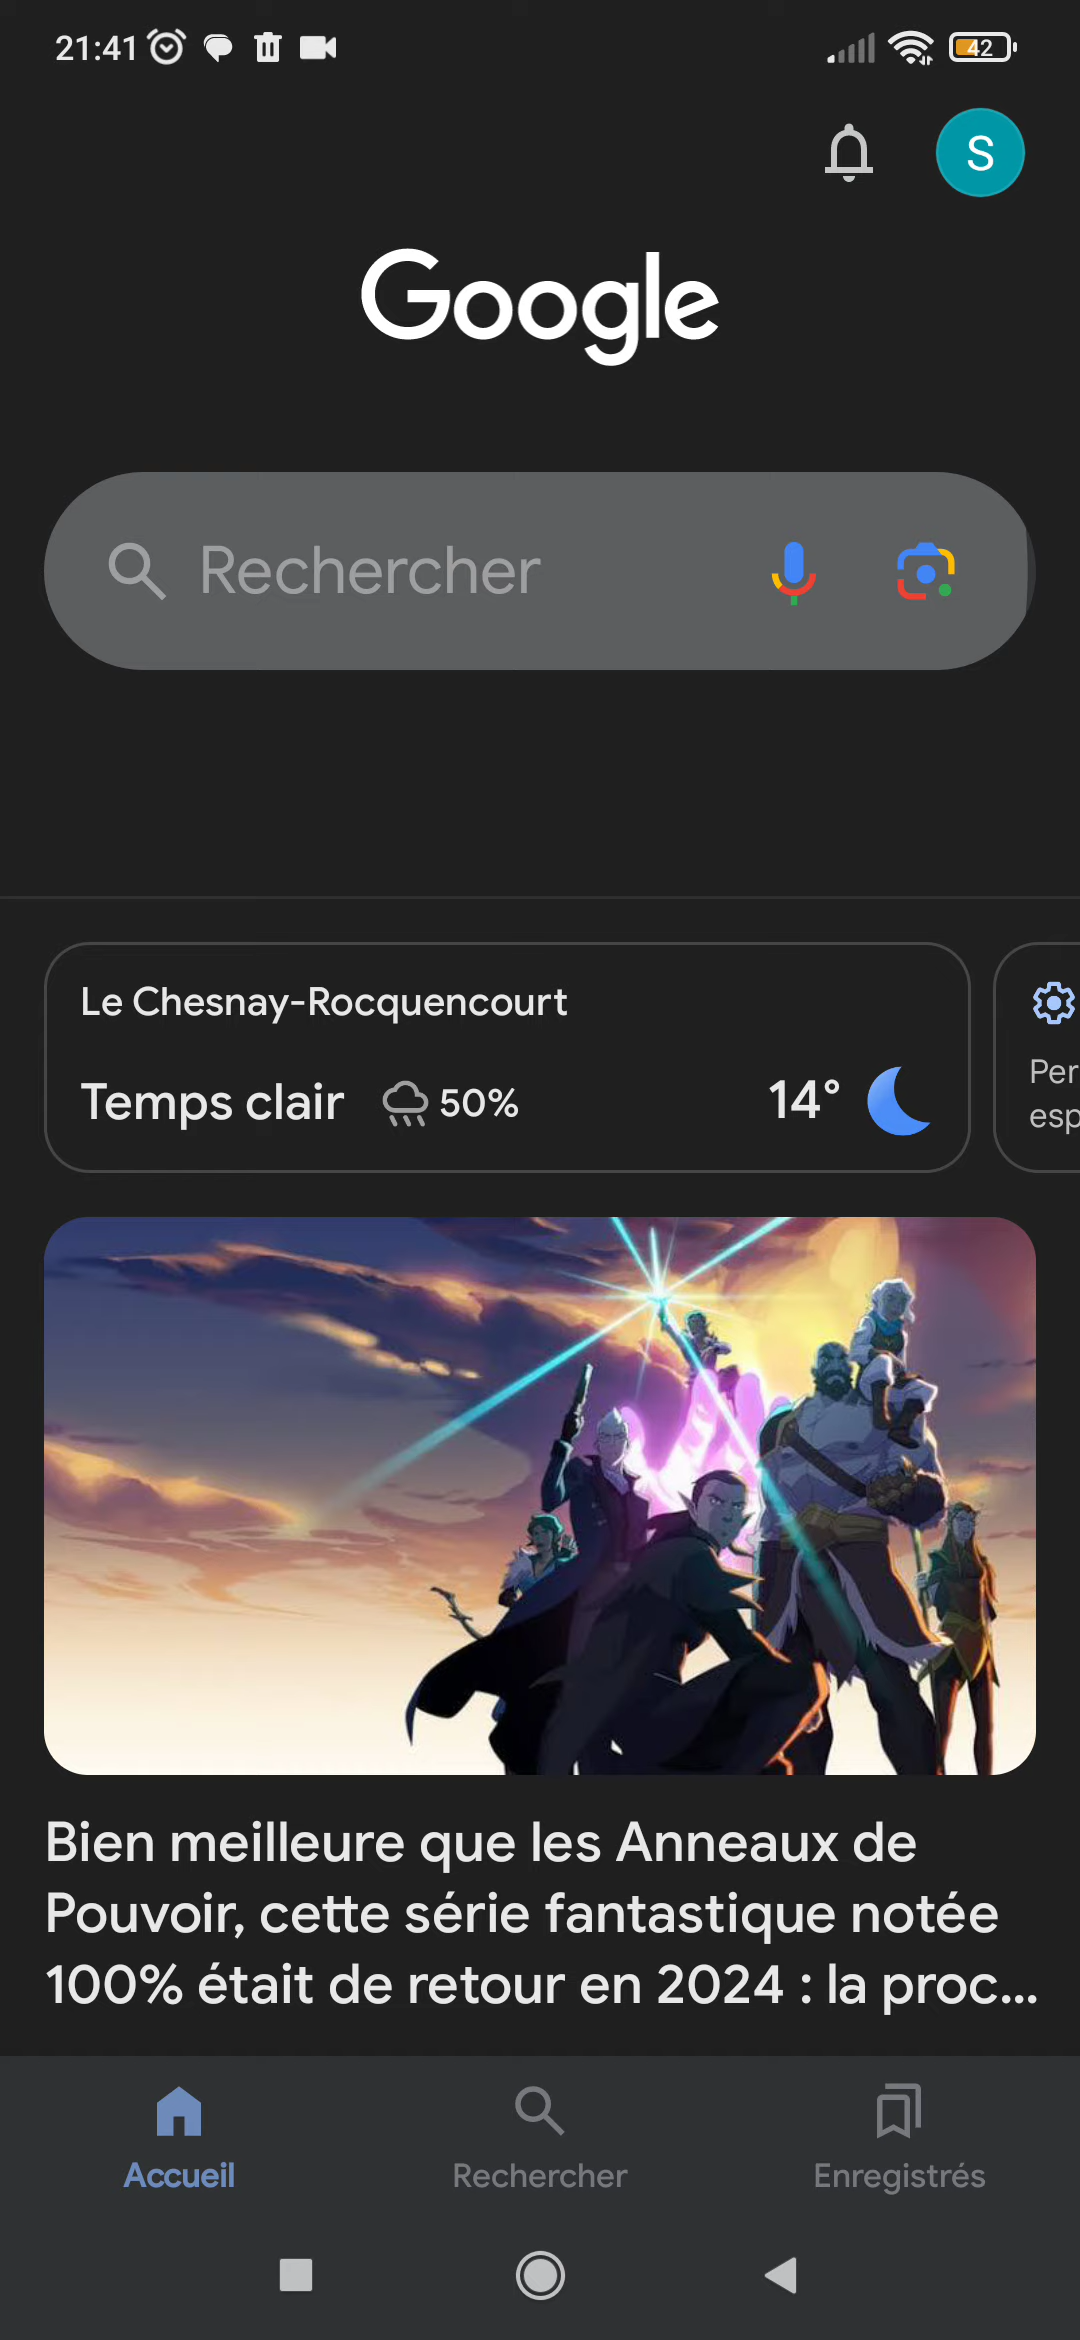 21:41
42
S
Google
Rechercher
Le Chesnay-Rocquencourt
Temps clair 50% 14°
Per
esp
Bien meilleure que les Anneaux de
Pouvoir, cette série fantastique notée
100% était de retour en 2024 : la proc...
Accueil Rechercher Enregistrés